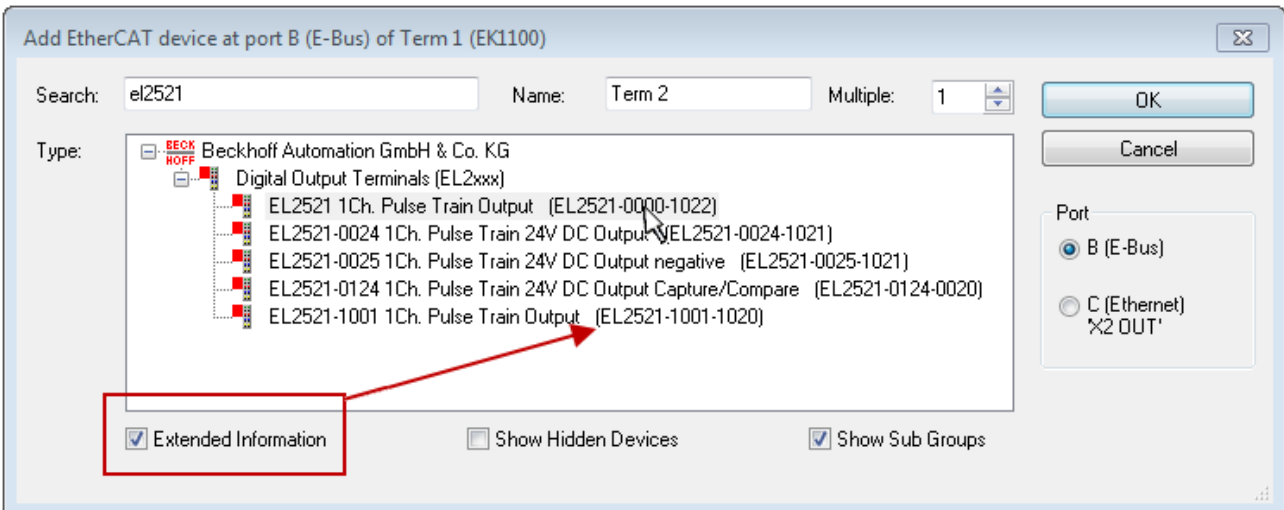 Add EtherCAT device at port B (E-Bus) of Term 1 (EK1100)
Search: el2521 Name: Term 2 Multiple: 1 OK
Type: BECKHOFF Beckhoff Automation GmbH & Co. KG Cancel
Digital Output Terminals (EL2xxx)
EL2521 1Ch. Pulse Train Output (EL2521-0000-1022)
EL2521-0024 1Ch. Pulse Train 24V DC Output (EL2521-0024-1021)
EL2521-0025 1Ch. Pulse Train 24V DC Output negative (EL2521-0025-1021)
EL2521-0124 1Ch. Pulse Train 24V DC Output Capture/Compare (EL2521-0124-0020)
EL2521-1001 1Ch. Pulse Train Output (EL2521-1001-1020)
Port
B (E-Bus)
C (Ethernet)
'X2 OUT'
Extended Information Show Hidden Devices Show Sub Groups